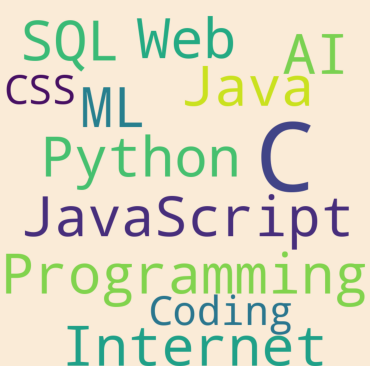 SQL Web AI
CSS ML Java
Python C
JavaScript
Programming
Coding
Internet